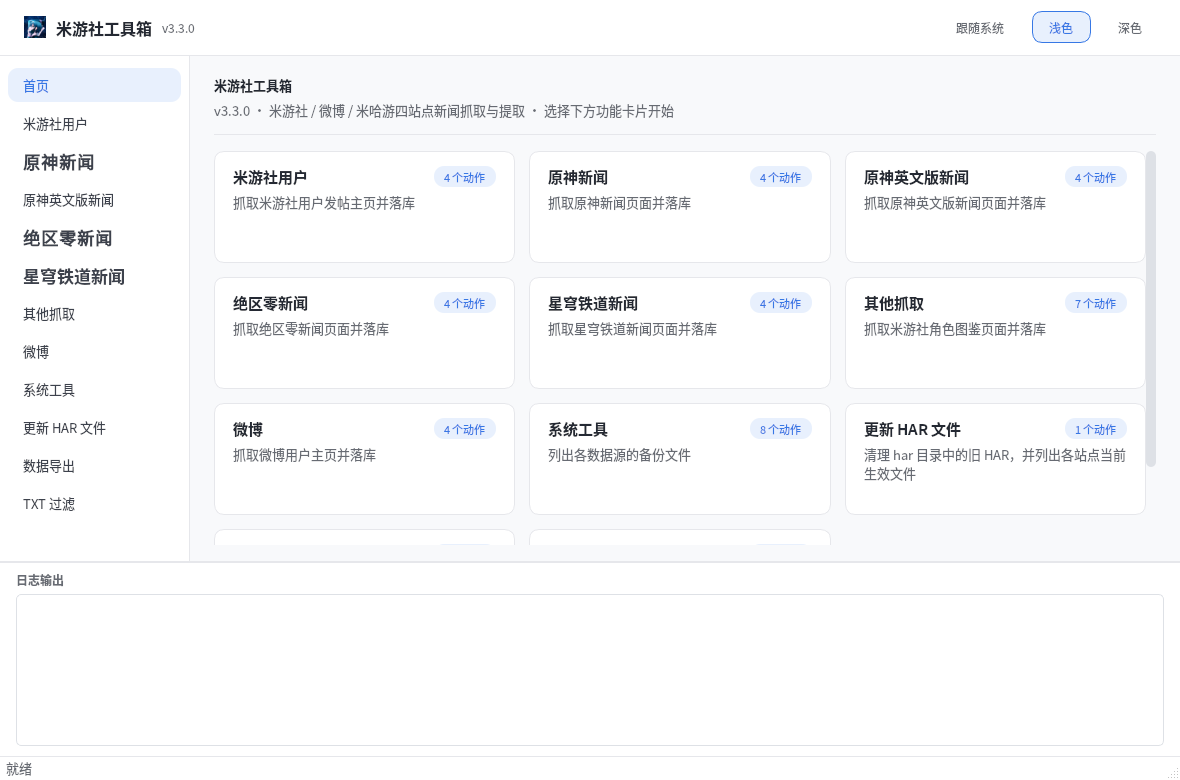 米游社工具箱 v3.3.0
跟随系统 浅色 深色
首页
米游社用户
原神新闻
原神英文版新闻
绝区零新闻
星穹铁道新闻
其他抓取
微博
系统工具
更新 HAR 文件
数据导出
TXT 过滤
米游社工具箱
v3.3.0 · 米游社 / 微博 / 米哈游四站点新闻抓取与提取 · 选择下方功能卡片开始
米游社用户 4 个动作
抓取米游社用户发帖主页并落库
原神新闻 4 个动作
抓取原神新闻页面并落库
原神英文版新闻 4 个动作
抓取原神英文版新闻页面并落库
绝区零新闻 4 个动作
抓取绝区零新闻页面并落库
星穹铁道新闻 4 个动作
抓取星穹铁道新闻页面并落库
其他抓取 7 个动作
抓取米游社角色图鉴页面并落库
微博 4 个动作
抓取微博用户主页并落库
系统工具 8 个动作
列出各数据源的备份文件
更新 HAR 文件 1 个动作
清理 har 目录中的旧 HAR，并列出各站点当前
生效文件
日志输出
就绪